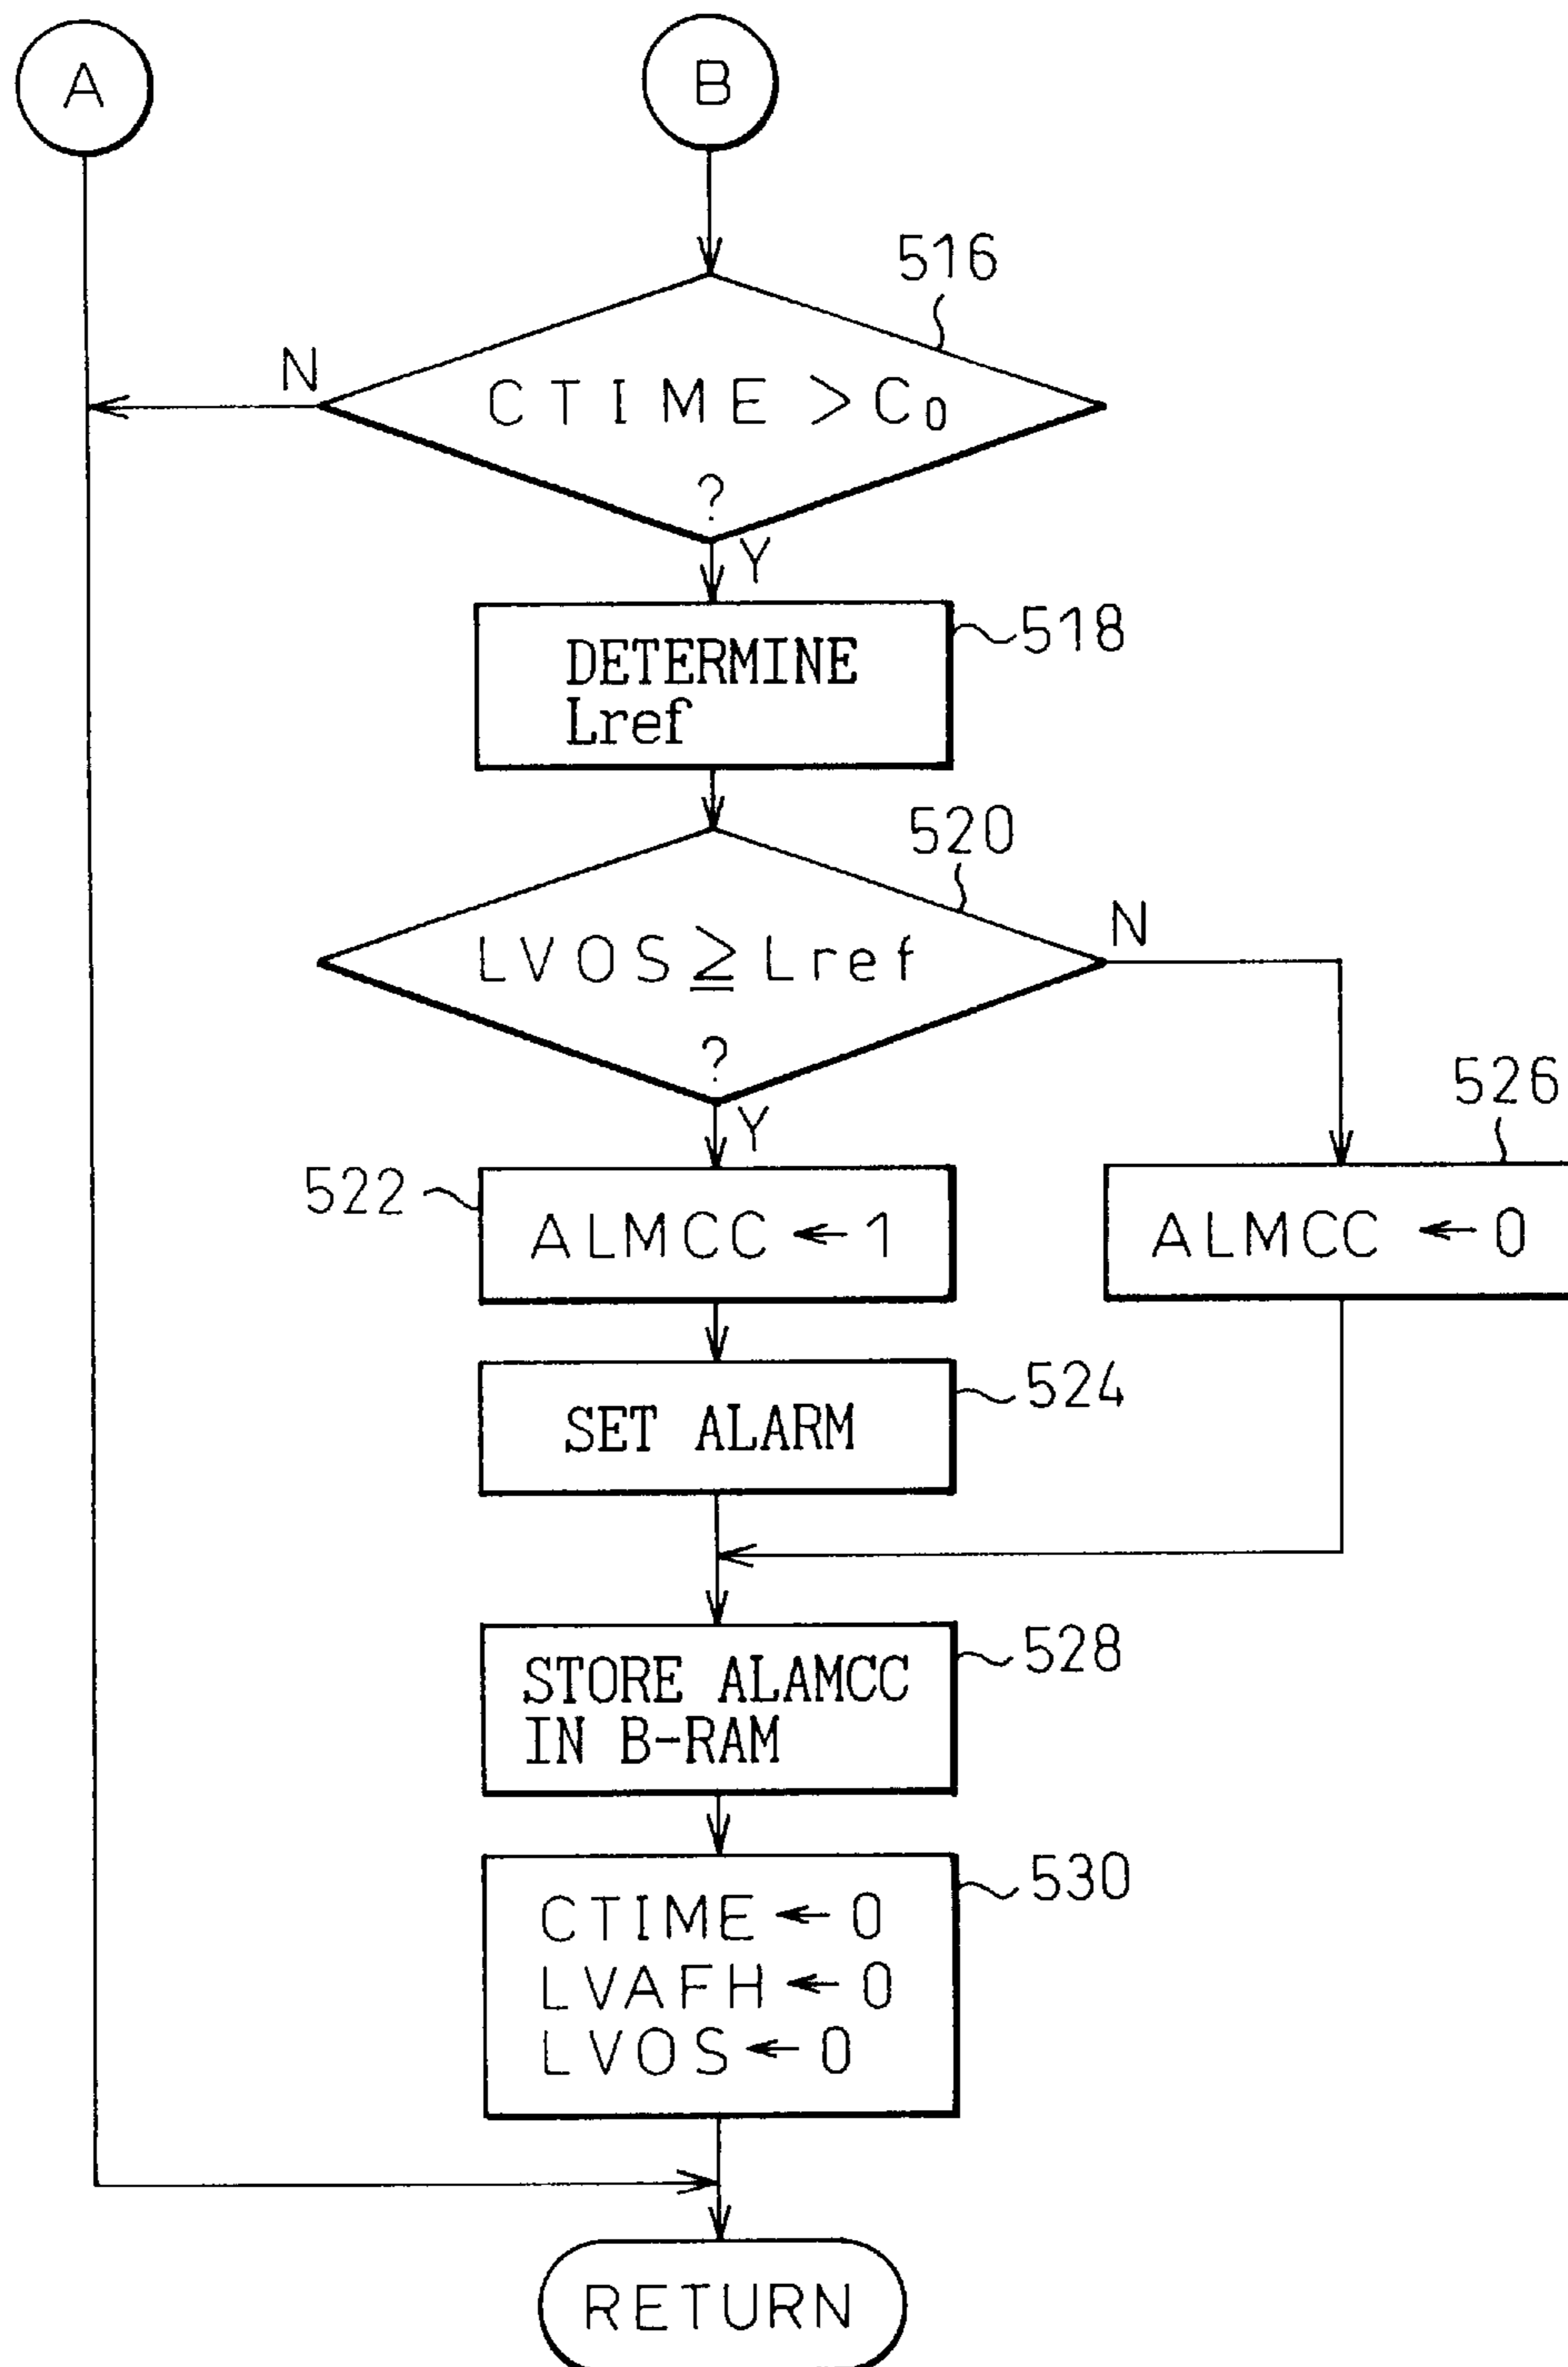 A
B
516
N
CTIME > C0
?
Y
518
DETERMINE
Lref
520
N
LVOS ≧ Lref
?
Y
526
522
ALMCC ← 1
ALMCC ← 0
524
SET ALARM
528
STORE ALAMCC
IN B-RAM
530
CTIME ← 0
LVAFH ← 0
LVOS ← 0
RETURN